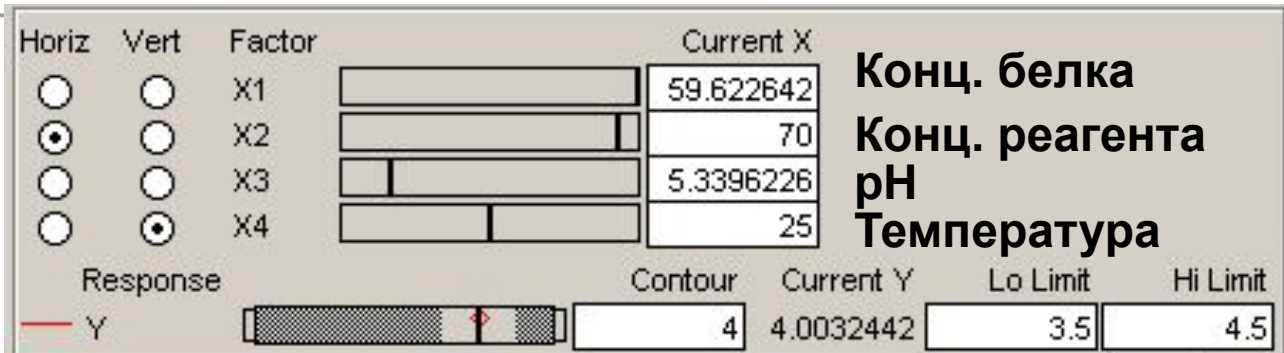 Horiz Vert Factor Current X
X1 59.622642 Конц. белка
X2 70 Конц. реагента
X3 5.3396226 pH
X4 25 Температура
Response Contour Current Y Lo Limit Hi Limit
Y 4 4.0032442 3.5 4.5